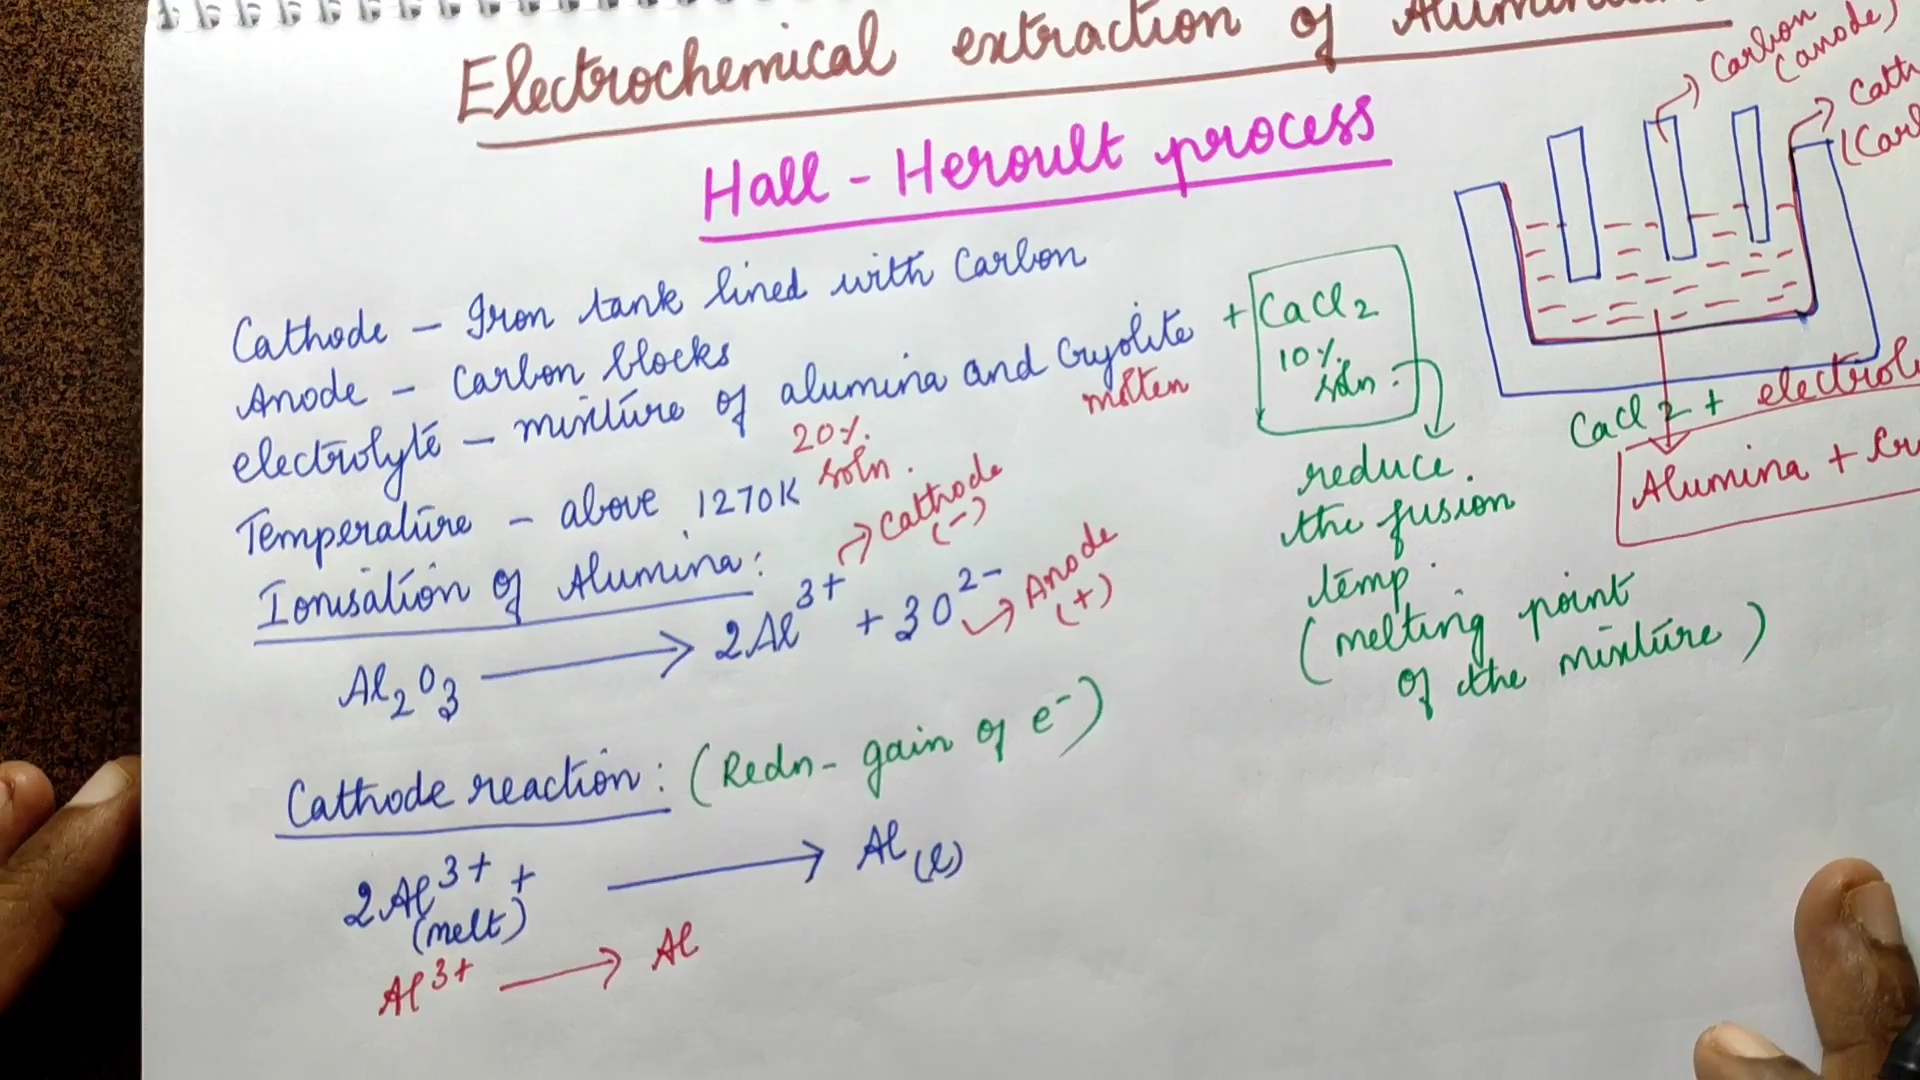 Electrochemical extraction of
Hall - Heroult process
Cathode - Iron tank lined with Carbon
Anode - Carbon blocks
electrolyte - mixture of alumina and Cryolite + CaCl2
20%
soln.
molten
10%
soln.
Temperature - above 1270K
reduce
the fusion
temp.
(melting point
of the mixture)
Carbon
(anode)
CaCl2 + 
Alumina +
Ionisation of Alumina:
Al2O3 → 2Al3+ + 3O2-
→ Cathode
(-)
→ Anode
(+)
Cathode reaction: (Redn - gain of e-)
2Al3+ + → Al(l)
(melt)
Al3+ → Al